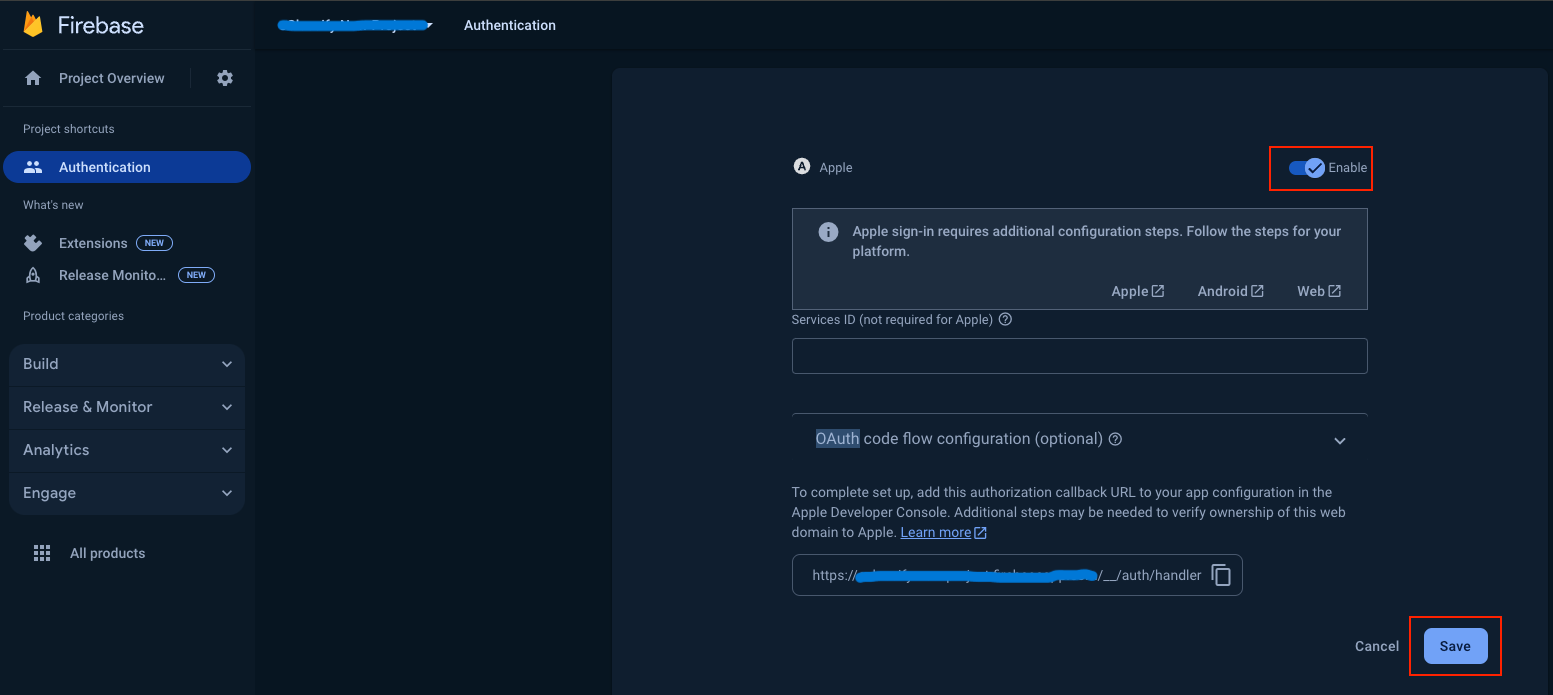 Firebase
Authentication
Project Overview
Project shortcuts
Authentication
What's new
Extensions NEW
Release Monito... NEW
Product categories
Build
Release & Monitor
Analytics
Engage
All products
A Apple
Enable
Apple sign-in requires additional configuration steps. Follow the steps for your
platform.
Apple Android Web
Services ID (not required for Apple)
OAuth code flow configuration (optional)
To complete set up, add this authorization callback URL to your app configuration in the
Apple Developer Console. Additional steps may be needed to verify ownership of this web
domain to Apple. Learn more
https:// /__/auth/handler
Cancel Save